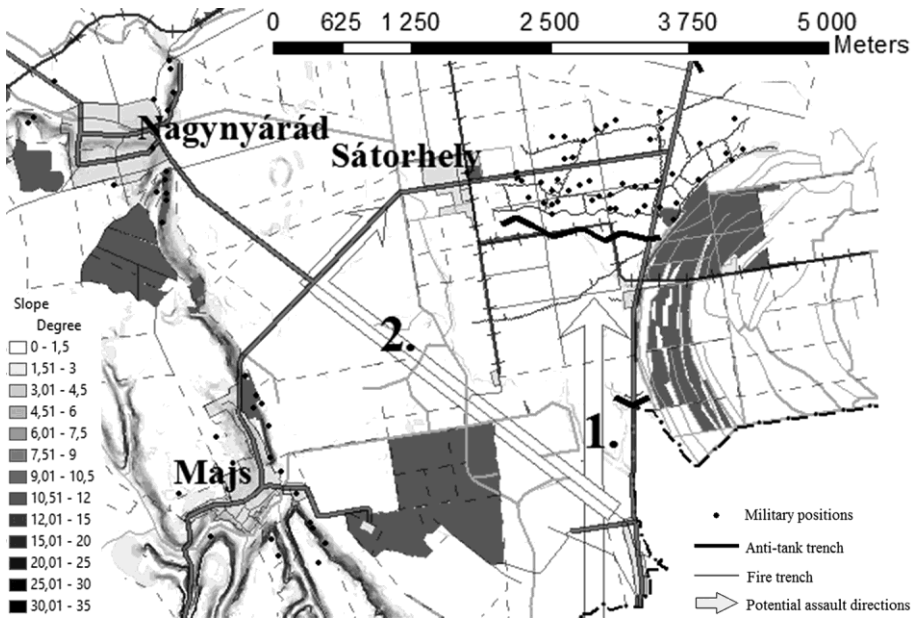 0 625 1 250 2 500 3 750 5 000
Meters
Nagynyárád
Sátorhely
2.
1.
Majs
Slope
Degree
0 - 1,5
1,51 - 3
3,01 - 4,5
4,51 - 6
6,01 - 7,5
7,51 - 9
9,01 - 10,5
10,51 - 12
12,01 - 15
15,01 - 20
20,01 - 25
25,01 - 30
30,01 - 35
Military positions
Anti-tank trench
Fire trench
Potential assault directions